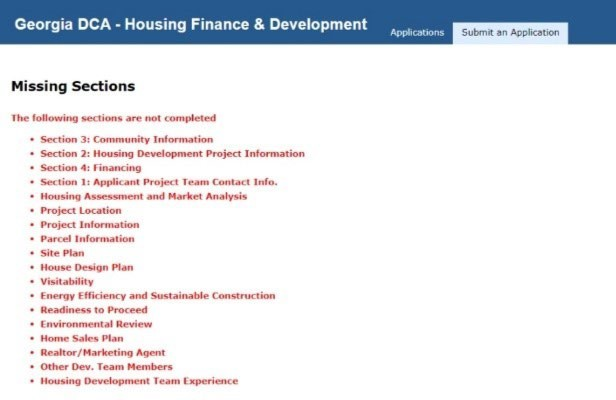 Georgia DCA - Housing Finance & Development
Applications
Submit an Application
Missing Sections
The following sections are not completed
• Section 3: Community Information
• Section 2: Housing Development Project Information
• Section 4: Financing
• Section 1: Applicant Project Team Contact Info.
• Housing Assessment and Market Analysis
• Project Location
• Project Information
• Parcel Information
• Site Plan
• House Design Plan
• Visitability
• Energy Efficiency and Sustainable Construction
• Readiness to Proceed
• Environmental Review
• Home Sales Plan
• Realtor/Marketing Agent
• Other Dev. Team Members
• Housing Development Team Experience